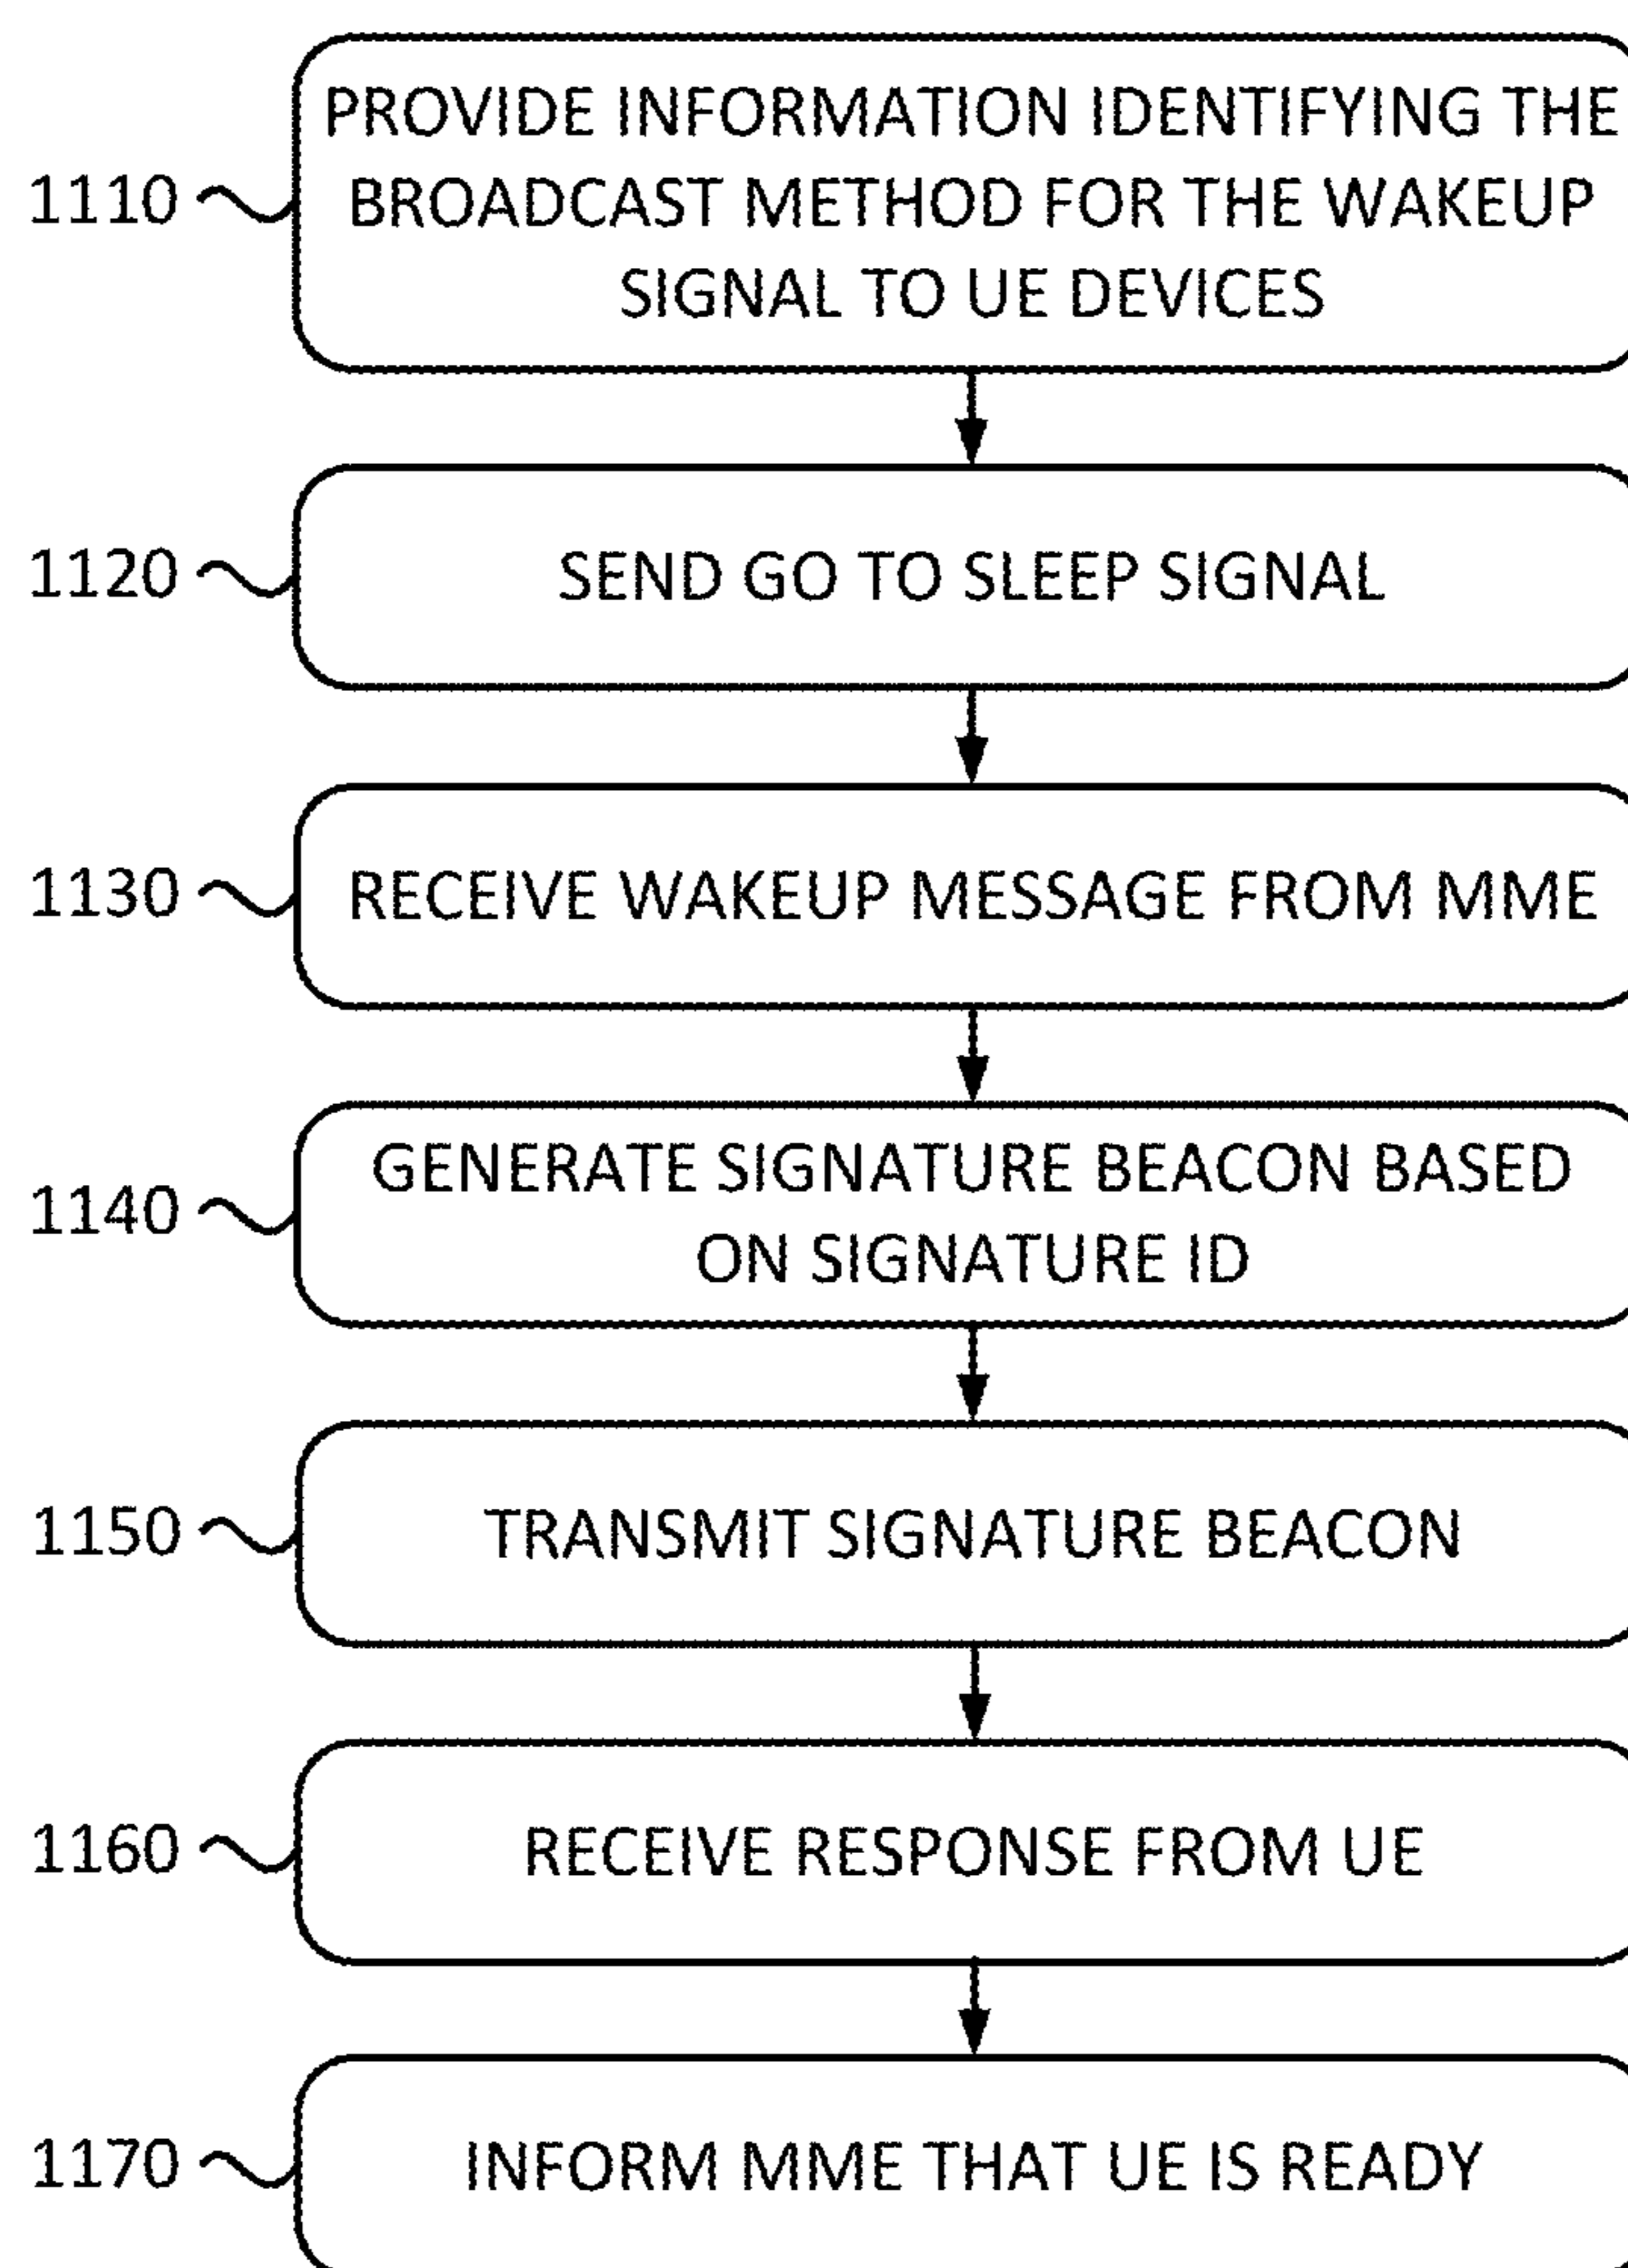 PROVIDE INFORMATION IDENTIFYING THE
1110 BROADCAST METHOD FOR THE WAKEUP
SIGNAL TO UE DEVICES
1120 SEND GO TO SLEEP SIGNAL
1130 RECEIVE WAKEUP MESSAGE FROM MME
GENERATE SIGNATURE BEACON BASED
1140 ON SIGNATURE ID
1150 TRANSMIT SIGNATURE BEACON
1160 RECEIVE RESPONSE FROM UE
1170 INFORM MME THAT UE IS READY